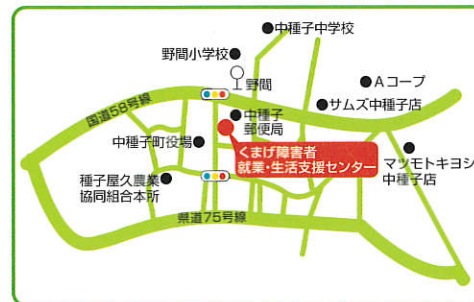 中種子中学校
野間小学校
野間
Aコープ
サムズ中種子店
国道58号線
中種子
郵便局
中種子町役場
くまげ障害者
就業・生活支援センター
マツモトキヨシ
中種子店
種子屋久農業
協同組合本所
県道75号線